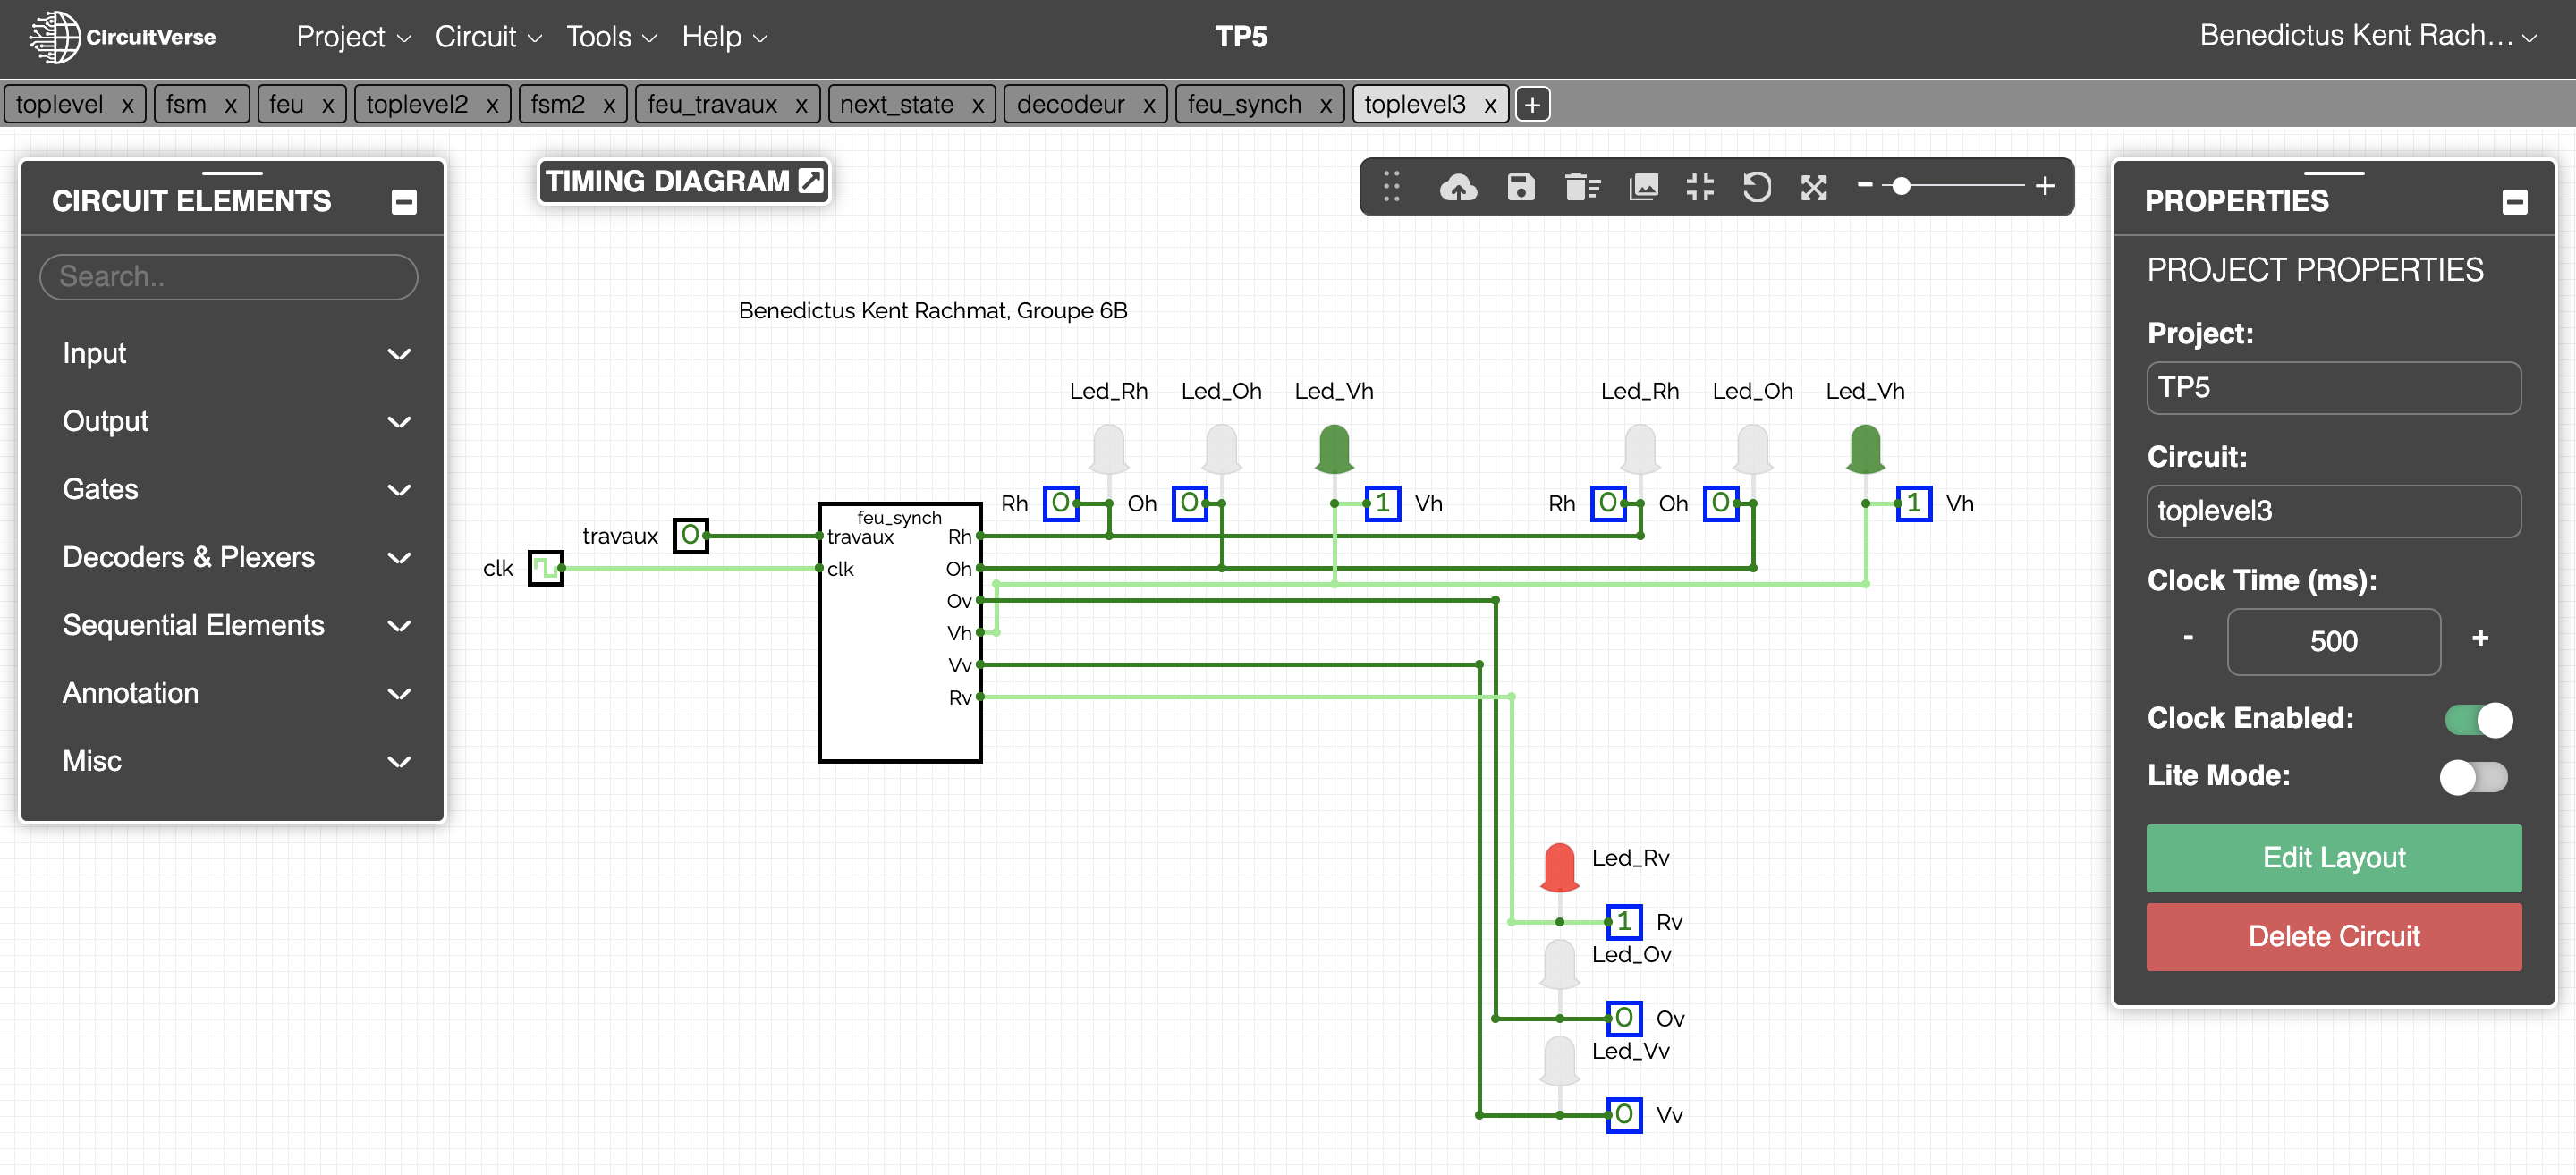 CircuitVerse Project Circuit Tools Help TP5 Benedictus Kent Rach...
toplevel x fsm x feu x toplevel2 x fsm2 x feu_travaux x next_state x decodeur x feu_synch x toplevel3 x +
CIRCUIT ELEMENTS
Search..
Input
Output
Gates
Decoders & Plexers
Sequential Elements
Annotation
Misc
TIMING DIAGRAM
Benedictus Kent Rachmat, Groupe 6B
Led_Rh Led_Oh Led_Vh Led_Rh Led_Oh Led_Vh
Rh 0 Oh 0 1 Vh Rh 0 Oh 0 1 Vh
feu_synch
travaux 0 travaux Rh
clk clk Oh
Ov
Vh
Vv
Rv
Led_Rv
1 Rv
Led_Ov
0 Ov
Led_Vv
0 Vv
PROPERTIES
PROJECT PROPERTIES
Project:
TP5
Circuit:
toplevel3
Clock Time (ms):
- 500 +
Clock Enabled:
Lite Mode:
Edit Layout
Delete Circuit